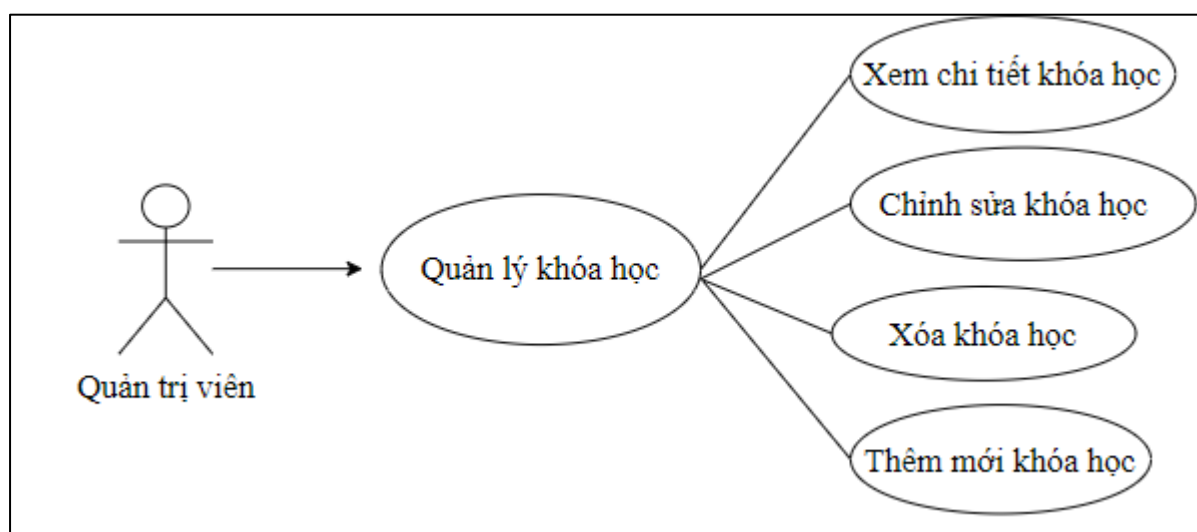 Xem chi tiết khóa học
Chỉnh sửa khóa học
Quản lý khóa học
Xóa khóa học
Quản trị viên
Thêm mới khóa học